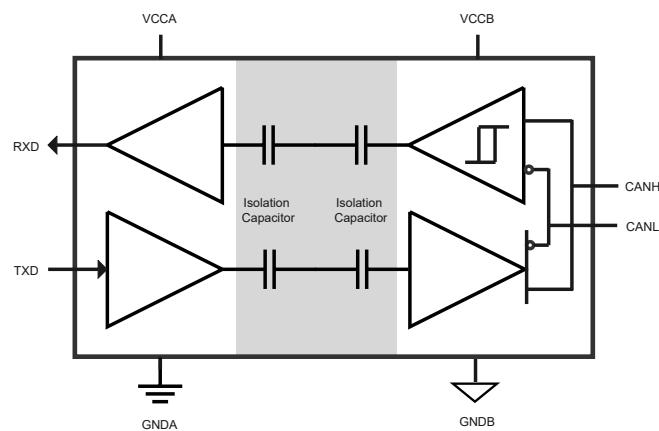 VCCA
VCCB
RXD
Isolation
Capacitor
Isolation
Capacitor
CANH
CANL
TXD
GNDA
GNDB